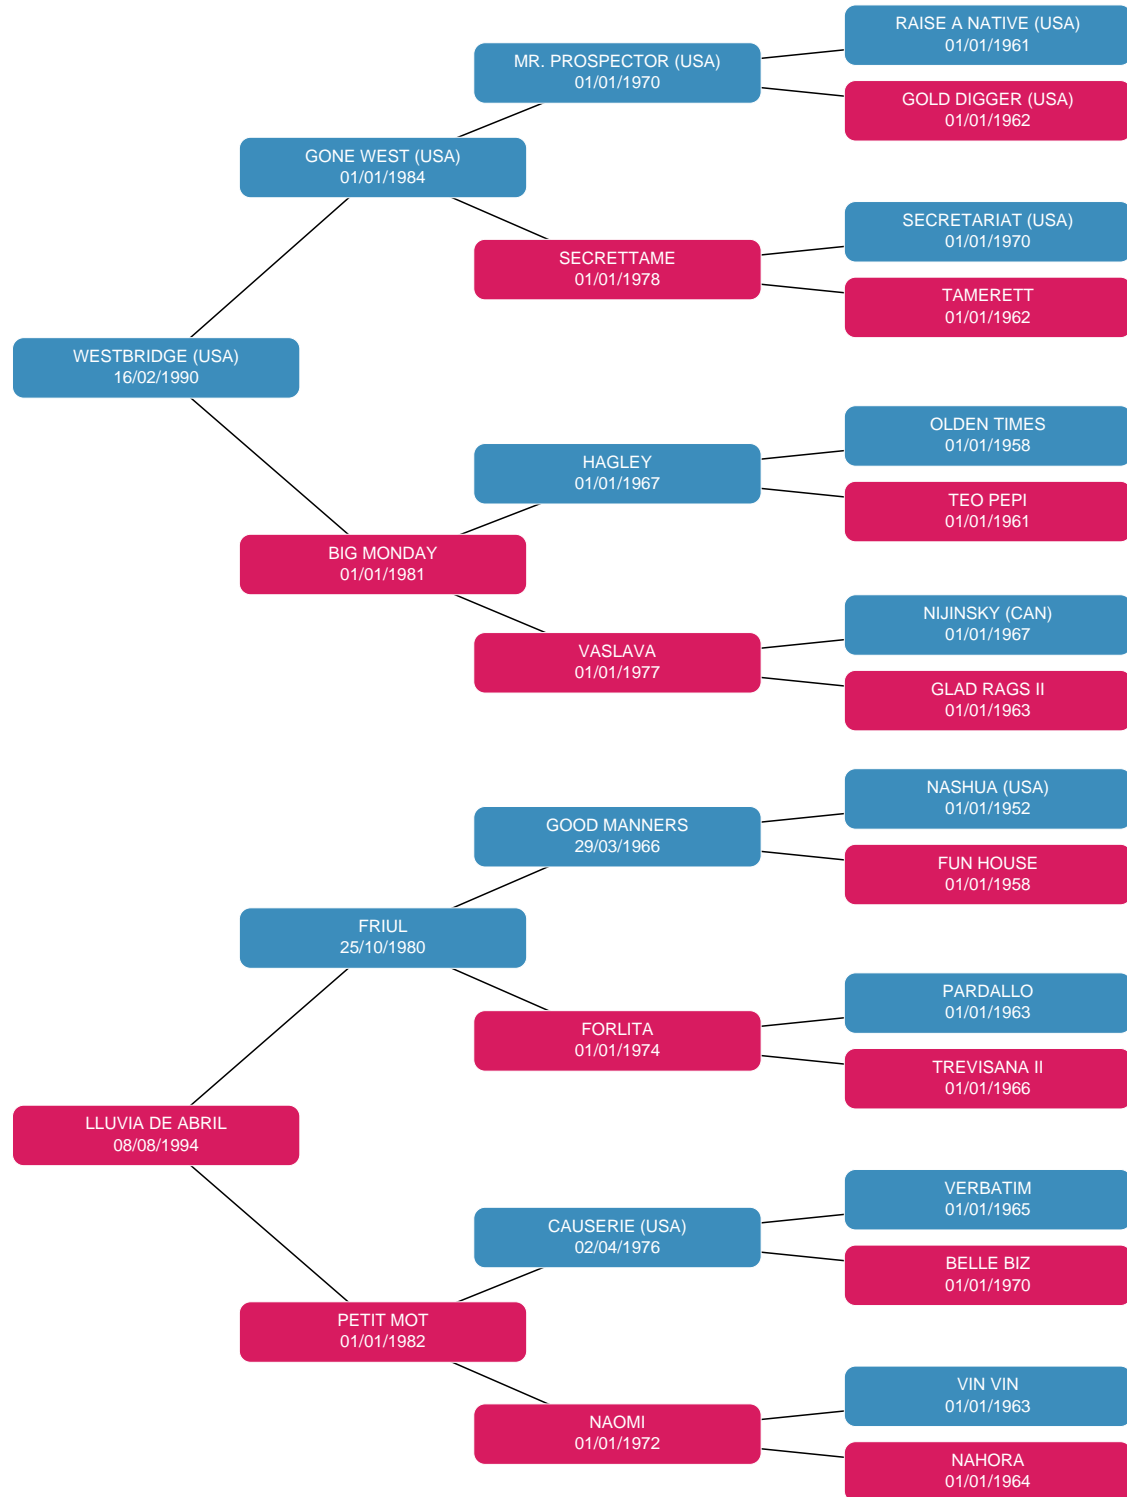 RAISE A NATIVE (USA)
01/01/1961
MR. PROSPECTOR (USA)
01/01/1970
GOLD DIGGER (USA)
01/01/1962
GONE WEST (USA)
01/01/1984
SECRETARIAT (USA)
01/01/1970
SECRETTAME
01/01/1978
TAMERETT
01/01/1962
WESTBRIDGE (USA)
16/02/1990
OLDEN TIMES
01/01/1958
HAGLEY
01/01/1967
TEO PEPI
01/01/1961
BIG MONDAY
01/01/1981
NIJINSKY (CAN)
01/01/1967
VASLAVA
01/01/1977
GLAD RAGS II
01/01/1963
NASHUA (USA)
01/01/1952
GOOD MANNERS
29/03/1966
FUN HOUSE
01/01/1958
FRIUL
25/10/1980
PARDALLO
01/01/1963
FORLITA
01/01/1974
TREVISANA II
01/01/1966
LLUVIA DE ABRIL
08/08/1994
VERBATIM
01/01/1965
CAUSERIE (USA)
02/04/1976
BELLE BIZ
01/01/1970
PETIT MOT
01/01/1982
VIN VIN
01/01/1963
NAOMI
01/01/1972
NAHORA
01/01/1964